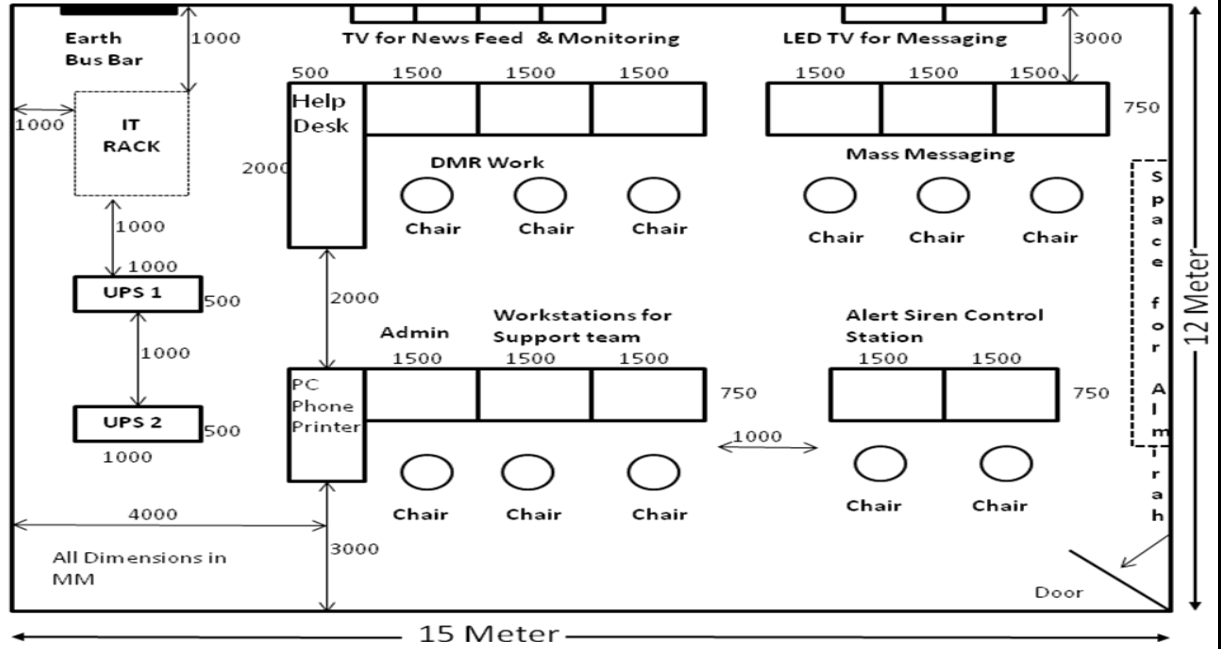 Earth
Bus Bar
1000
TV for News Feed & Monitoring
LED TV for Messaging
3000
500
1500
1500
1500
1500
1500
1500
Help
Desk
750
1000
IT
RACK
2000
DMR Work
Mass Messaging
Chair
Chair
Chair
Chair
Chair
Chair
1000
1000
UPS 1
500
2000
Space for Almirah
12 Meter
Admin
Workstations for
Support team
Alert Siren Control
Station
1000
1500
1500
1500
1500
1500
PC
Phone
Printer
750
750
UPS 2
500
1000
1000
Chair
Chair
Chair
Chair
Chair
4000
3000
All Dimensions in
MM
Door
15 Meter